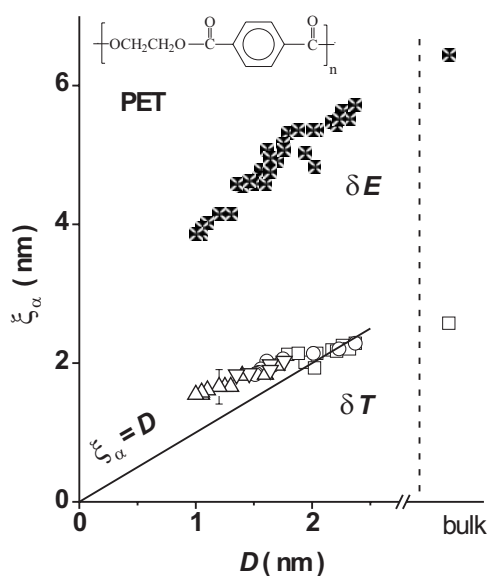 O O
OCH2CH2O C C
n
PET
6
4
2
0
ξα ( nm)
δE
δT
ξα=D
0 1 2 bulk
D ( nm)